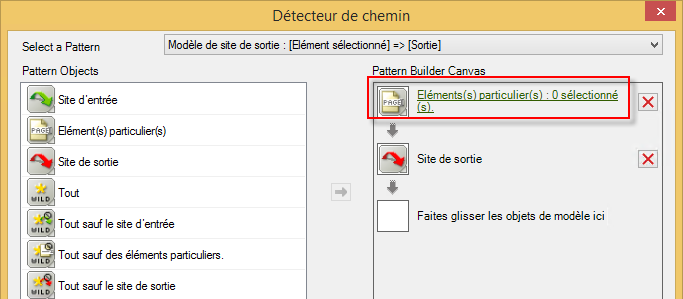 Détecteur de chemin
Select a Pattern
Modèle de site de sortie : [Elément sélectionné] => [Sortie]
Pattern Objects
Site d'entrée
PAGE
Elément(s) particulier(s)
Site de sortie
WILD
Tout
WILD
Tout sauf le site d'entrée
WILD
Tout sauf des éléments particuliers.
WILD
Tout sauf le site de sortie
Pattern Builder Canvas
PAGE
Eléments(s) particulier(s) : 0 sélectionné
(s).
Site de sortie
Faites glisser les objets de modèle ici